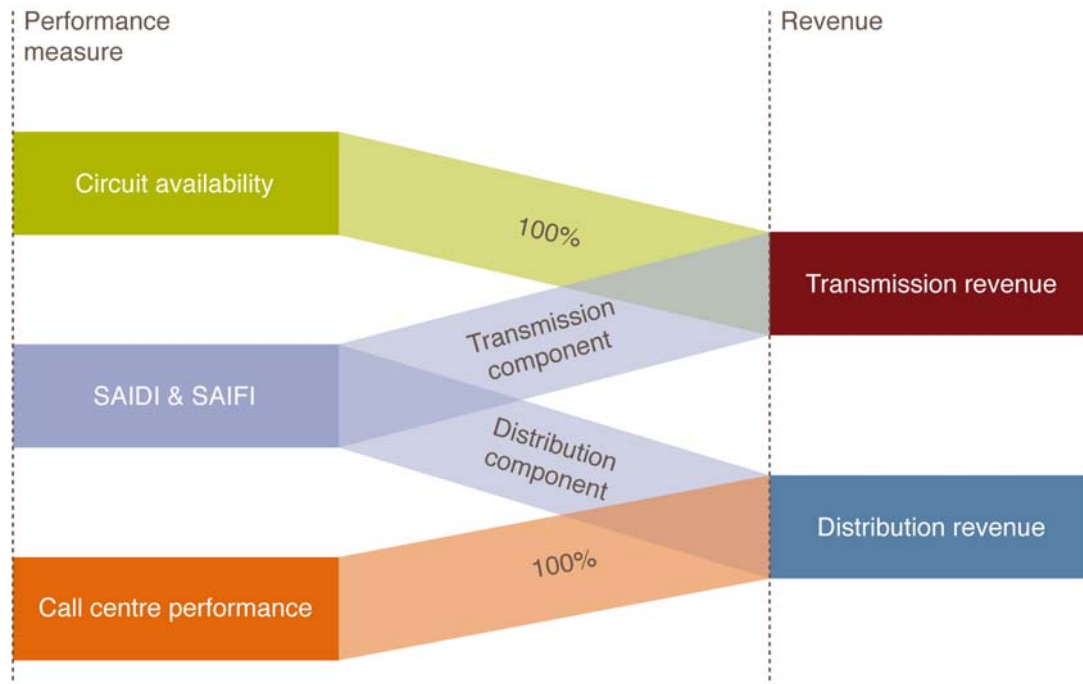 Performance
measure
Revenue
Circuit availability
100%
Transmission revenue
Transmission
component
SAIDI & SAIFI
Distribution
component
Distribution revenue
100%
Call centre performance